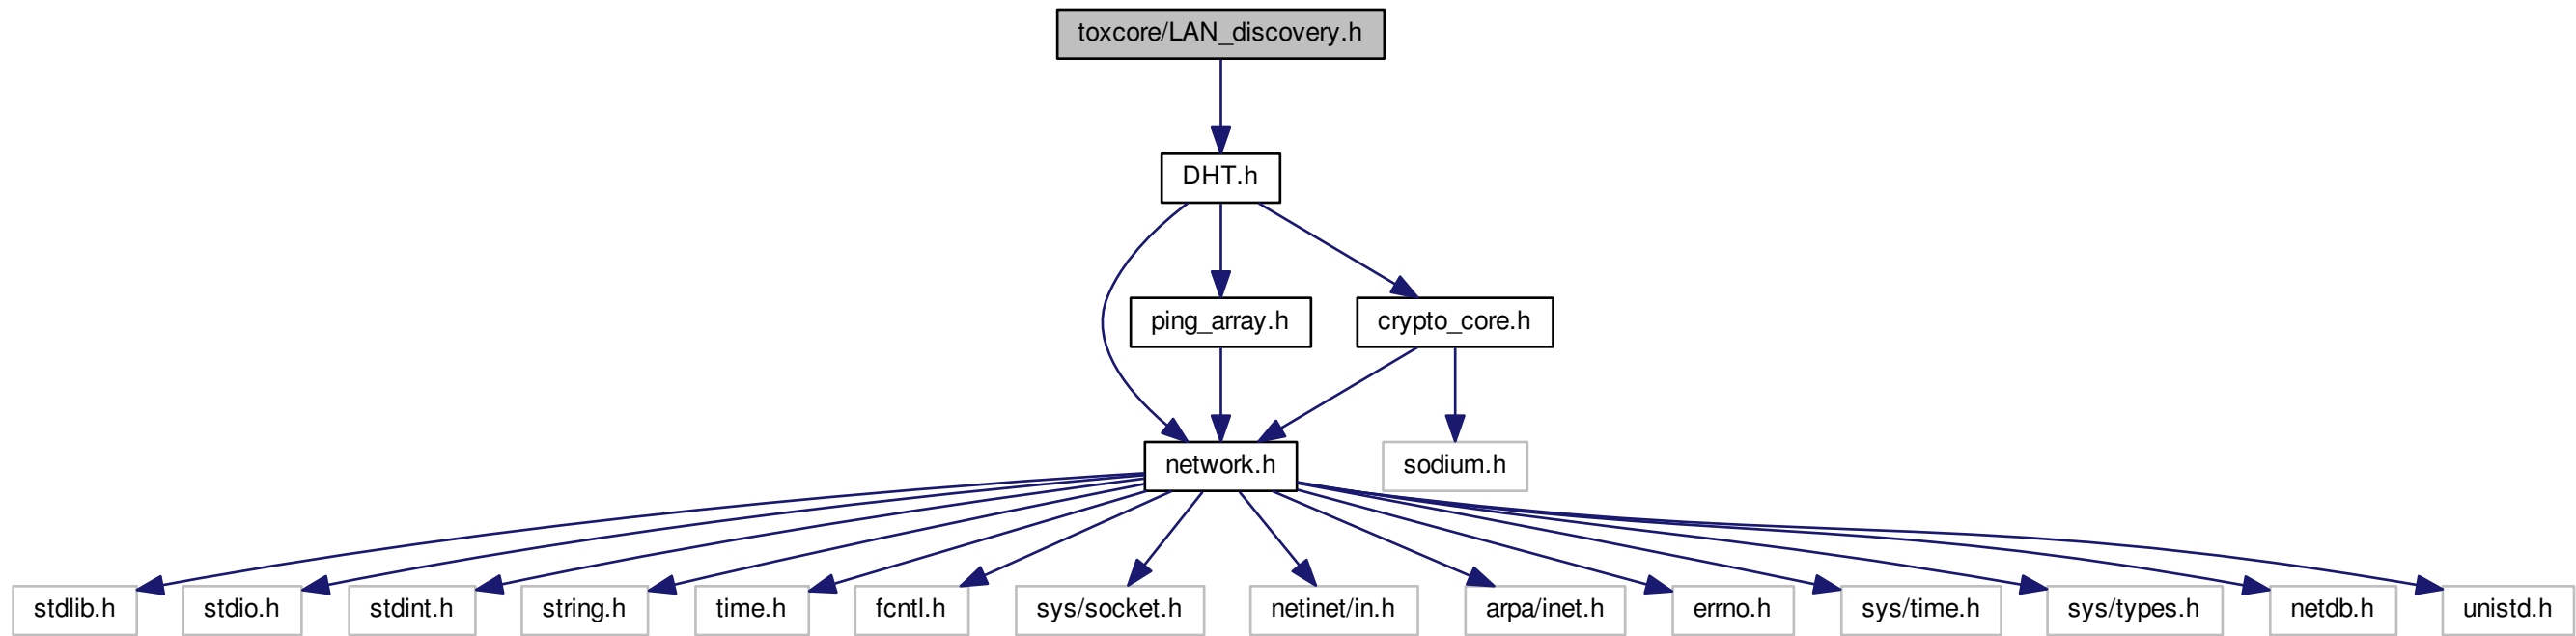 toxcore/LAN_discovery.h
DHT.h
ping_array.h
crypto_core.h
network.h
sodium.h
stdlib.h
stdio.h
stdint.h
string.h
time.h
fcntl.h
sys/socket.h
netinet/in.h
arpa/inet.h
errno.h
sys/time.h
sys/types.h
netdb.h
unistd.h